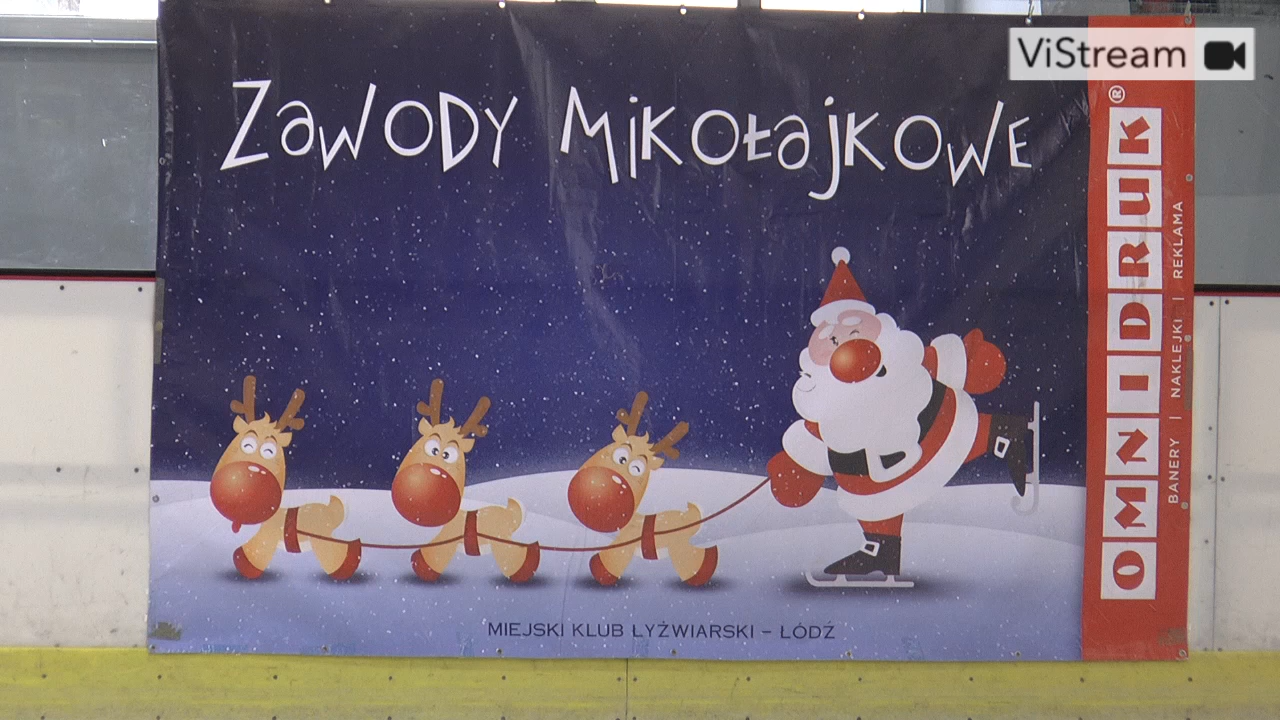 ViStream
Zawody Mikołajkowe
OMNIDRUK®
BANERY | NAKLEJKI | REKLAMA
MIEJSKI KLUB ŁYŻWIARSKI – ŁÓDŹ